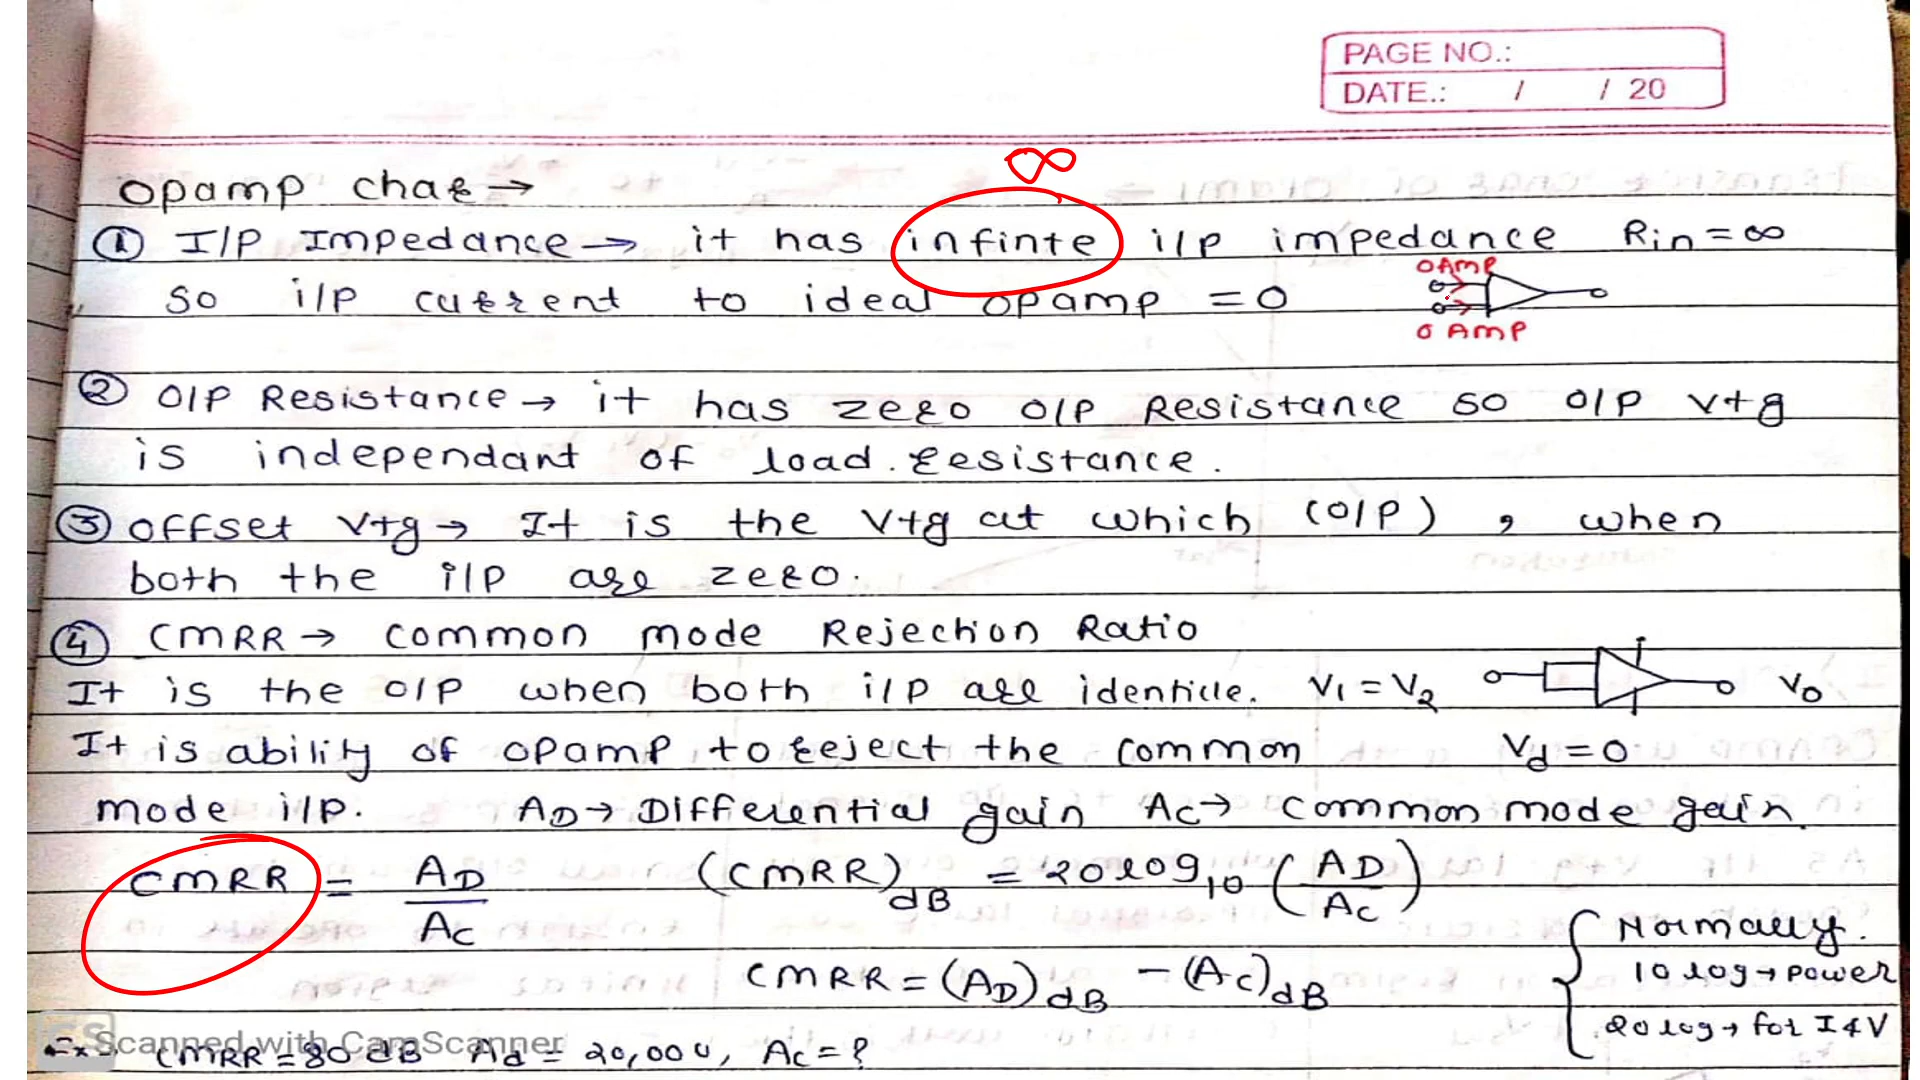 PAGE NO.:
DATE.: / / 20
∞
Opamp char →
① I/P Impedance → it has infinte i/p impedance Rin = ∞
so i/p current to ideal opamp = 0
0 Amp
0 Amp
② O/P Resistance → it has zero O/P Resistance so O/P Vtg
is independant of load resistance.
③ offset Vtg → It is the Vtg at which (O/P) , when
both the i/p are zero.
④ CMRR → Common mode Rejection Ratio
It is the O/P when both i/p are identicle. V1 = V2 Vo
It is ability of opamp to reject the common Vd = 0
mode i/p. AD → Differential gain AC → common mode gain.
CMRR = AD/AC (CMRR)dB = 20log10 (AD/AC)
CMRR = (AD)dB - (AC)dB
{ Normally.
10 log → power
20 log → for I & V
CS Scanned with CamScanner
Ex → CMRR = 80 dB Ad = 20,000, Ac = ?